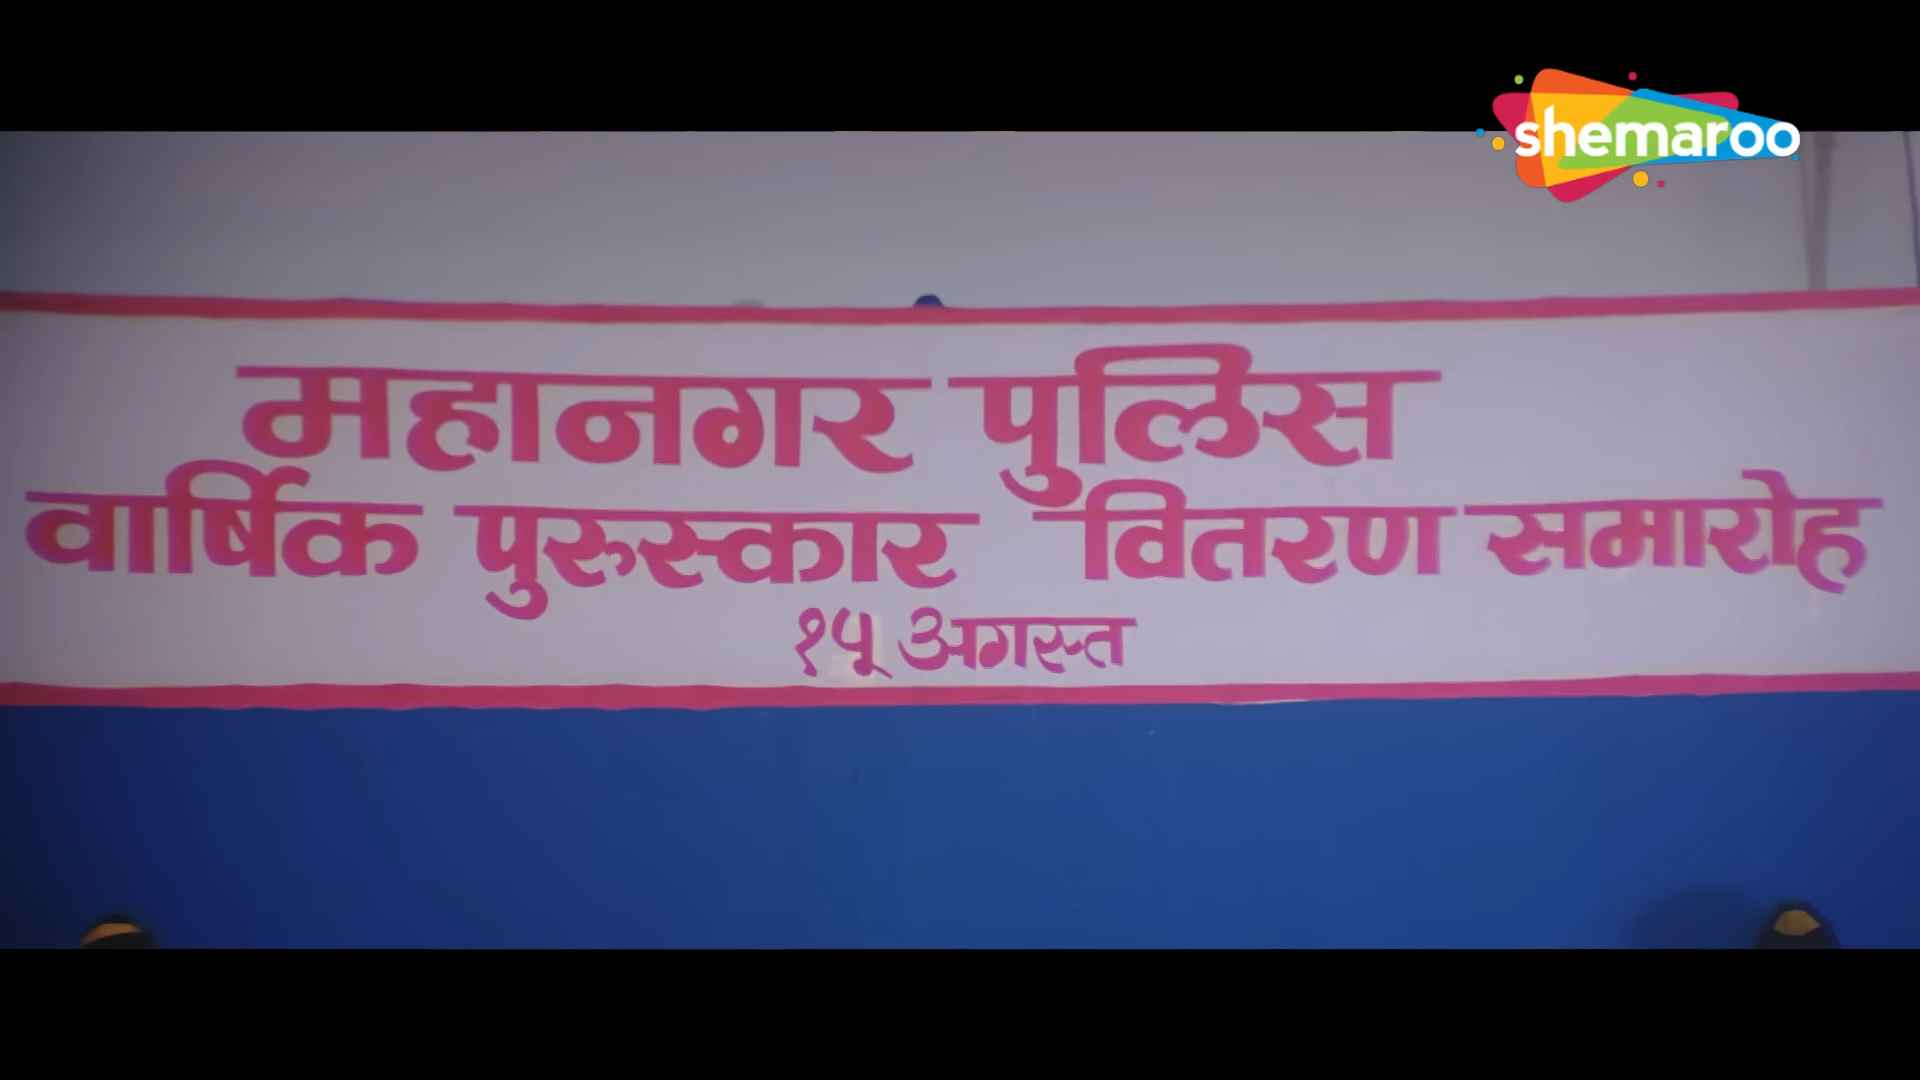 shemaroo
महानगर पुलिस
वार्षिक पुरुस्कार वितरण समारोह
१५ अगस्त